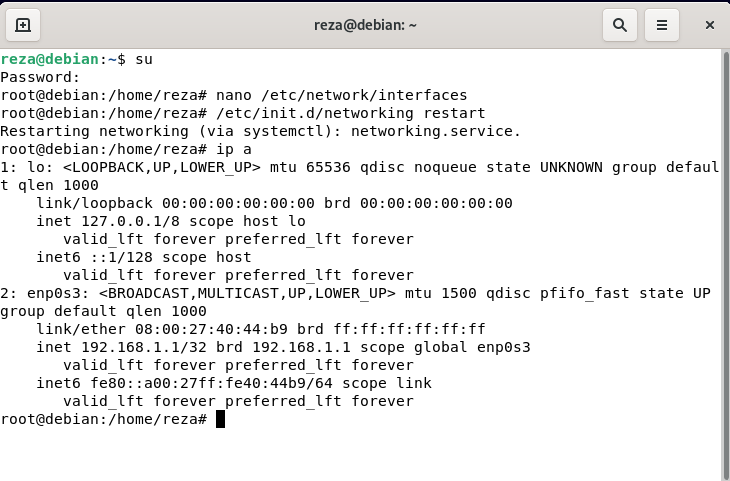 reza@debian: ~
reza@debian:~$ su
Password:
root@debian:/home/reza# nano /etc/network/interfaces
root@debian:/home/reza# /etc/init.d/networking restart
Restarting networking (via systemctl): networking.service.
root@debian:/home/reza# ip a
1: lo: <LOOPBACK,UP,LOWER_UP> mtu 65536 qdisc noqueue state UNKNOWN group defaul
t qlen 1000
    link/loopback 00:00:00:00:00:00 brd 00:00:00:00:00:00
    inet 127.0.0.1/8 scope host lo
       valid_lft forever preferred_lft forever
    inet6 ::1/128 scope host
       valid_lft forever preferred_lft forever
2: enp0s3: <BROADCAST,MULTICAST,UP,LOWER_UP> mtu 1500 qdisc pfifo_fast state UP
group default qlen 1000
    link/ether 08:00:27:40:44:b9 brd ff:ff:ff:ff:ff:ff
    inet 192.168.1.1/32 brd 192.168.1.1 scope global enp0s3
       valid_lft forever preferred_lft forever
    inet6 fe80::a00:27ff:fe40:44b9/64 scope link
       valid_lft forever preferred_lft forever
root@debian:/home/reza#